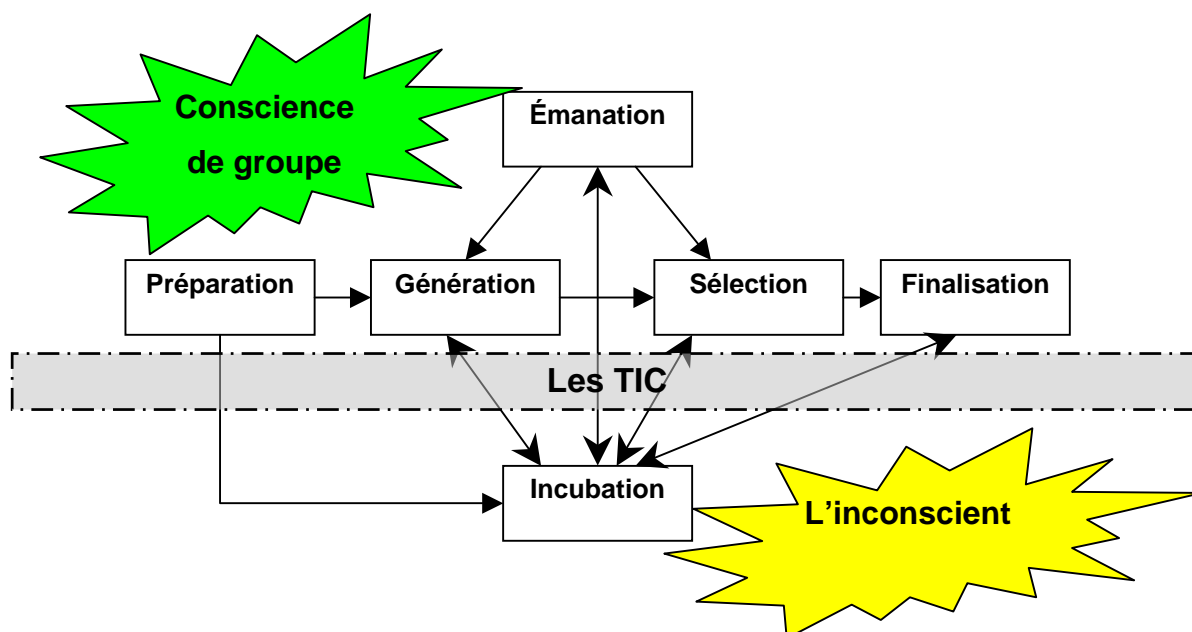 Conscience
de groupe
Émanation
Préparation
Génération
Sélection
Finalisation
Les TIC
Incubation
L’inconscient